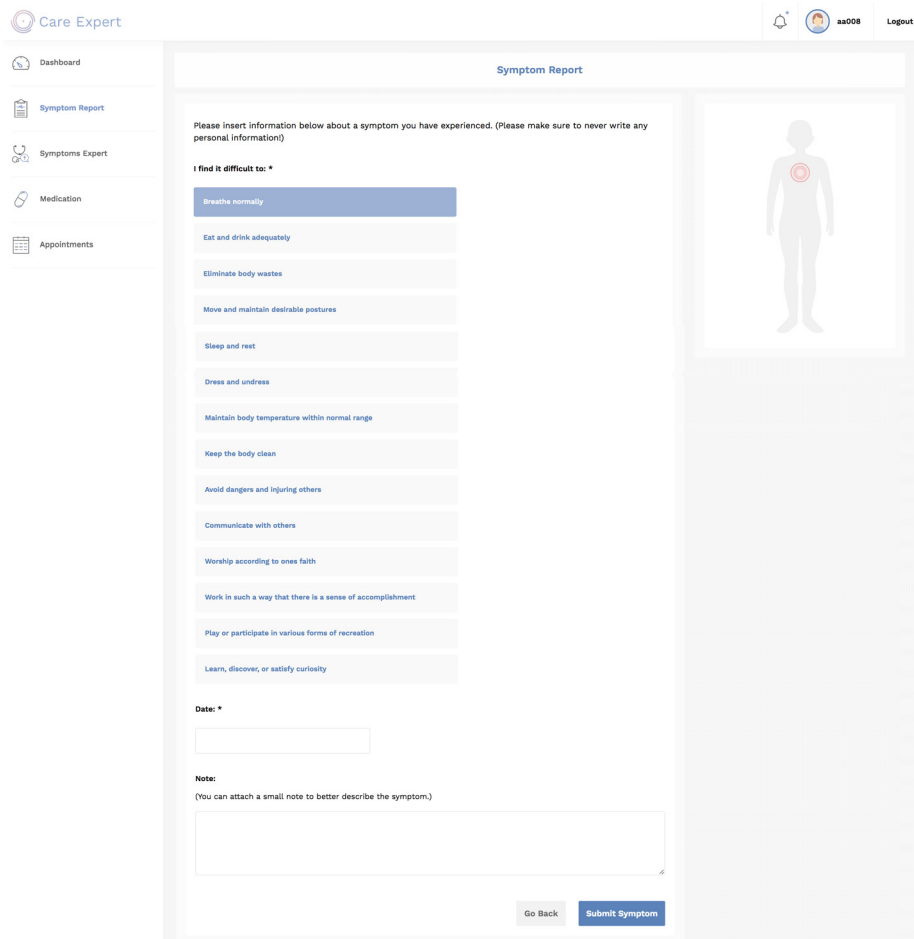 Care Expert
aa008
Logout
Dashboard
Symptom Report
Symptoms Expert
Medication
Appointments
Symptom Report
Please insert information below about a symptom you have experienced. (Please make sure to never write any
personal information!)
I find it difficult to: *
Breathe normally
Eat and drink adequately
Eliminate body wastes
Move and maintain desirable postures
Sleep and rest
Dress and undress
Maintain body temperature within normal range
Keep the body clean
Avoid dangers and injuring others
Communicate with others
Worship according to ones faith
Work in such a way that there is a sense of accomplishment
Play or participate in various forms of recreation
Learn, discover, or satisfy curiosity
Date: *
Note:
(You can attach a small note to better describe the symptom.)
Go Back
Submit Symptom